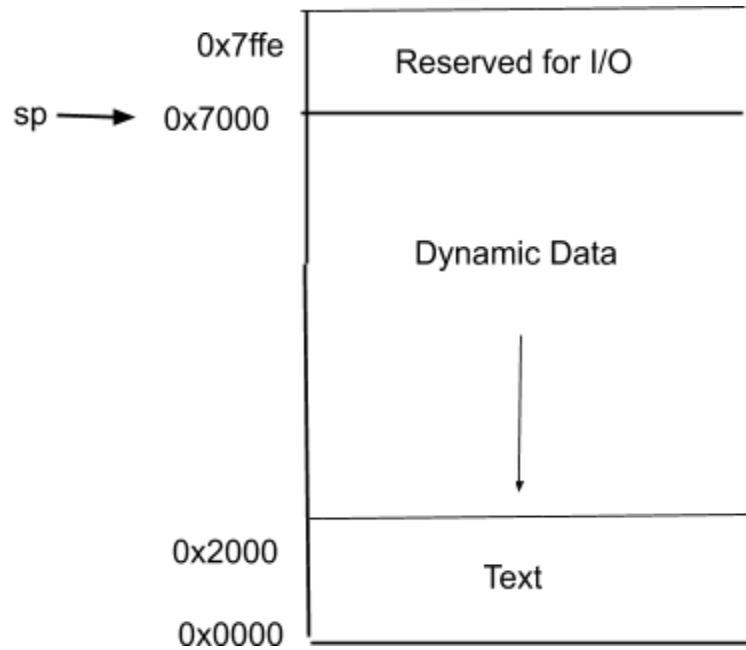 0x7ffe
Reserved for I/O
sp
0x7000
Dynamic Data
0x2000
Text
0x0000